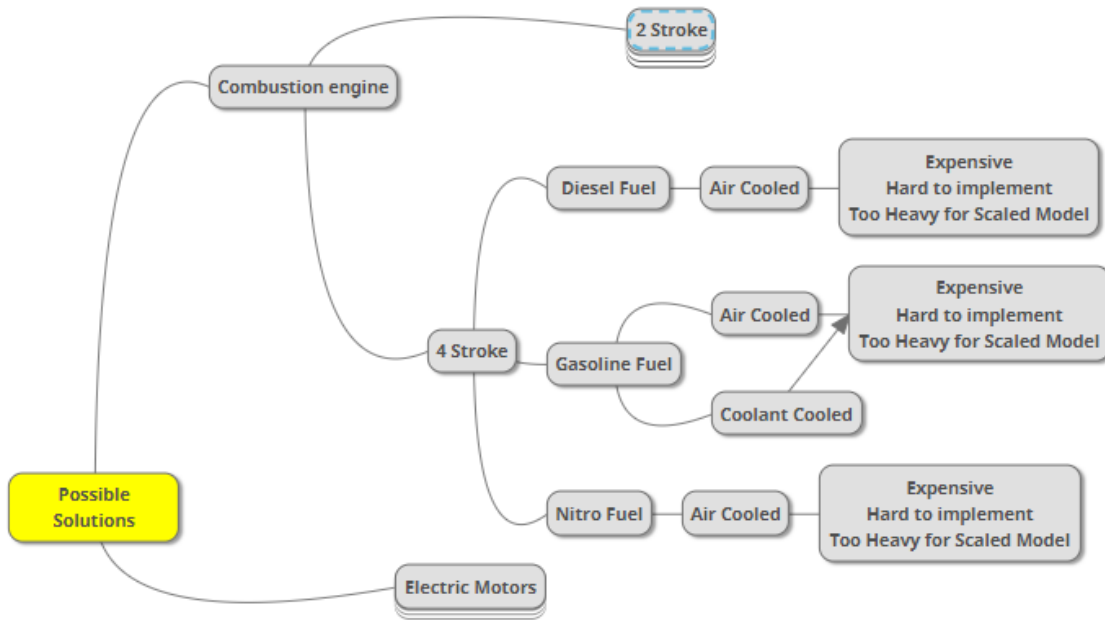 2 Stroke
Combustion engine
Diesel Fuel
Air Cooled
Expensive
Hard to implement
Too Heavy for Scaled Model
4 Stroke
Gasoline Fuel
Air Cooled
Coolant Cooled
Expensive
Hard to implement
Too Heavy for Scaled Model
Nitro Fuel
Air Cooled
Expensive
Hard to implement
Too Heavy for Scaled Model
Possible
Solutions
Electric Motors